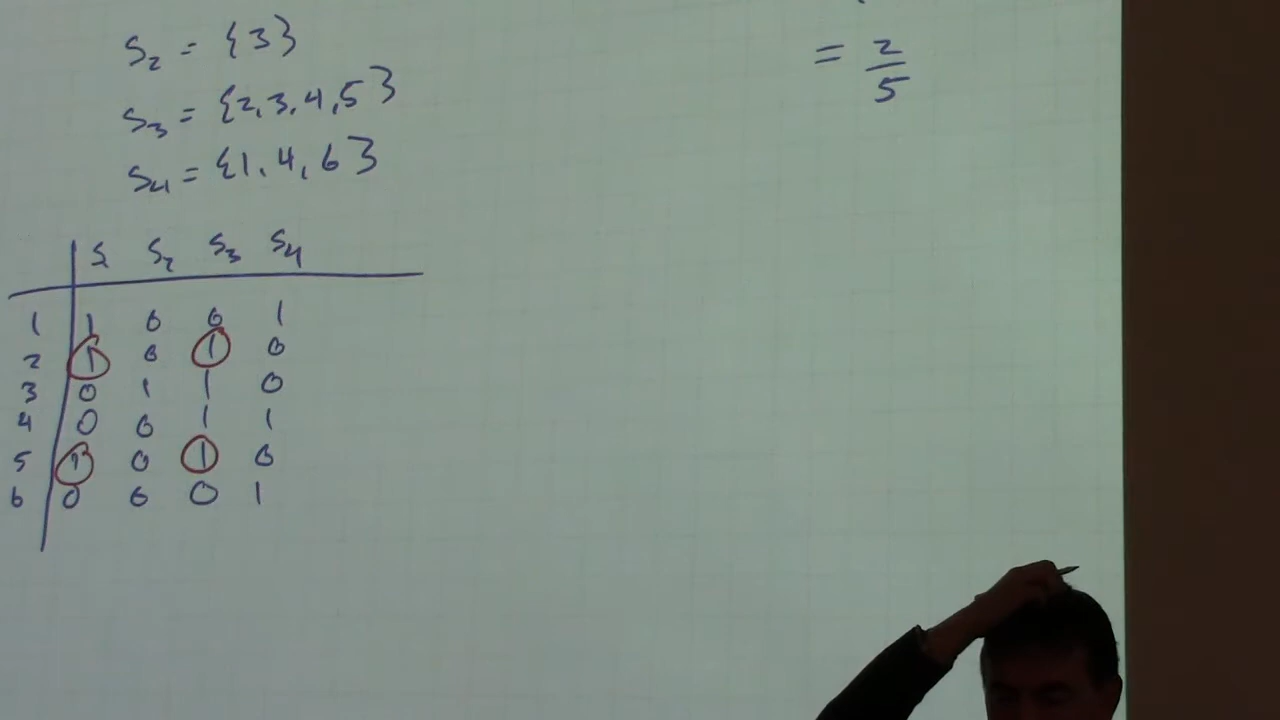 S₂ = {3}
S₃ = {2,3,4,5}
S₄ = {1,4,6}
= 2/5
S₁ S₂ S₃ S₄
1 1 0 0 1
2 1 0 1 0
3 0 1 1 0
4 0 0 1 1
5 1 0 1 0
6 0 0 0 1